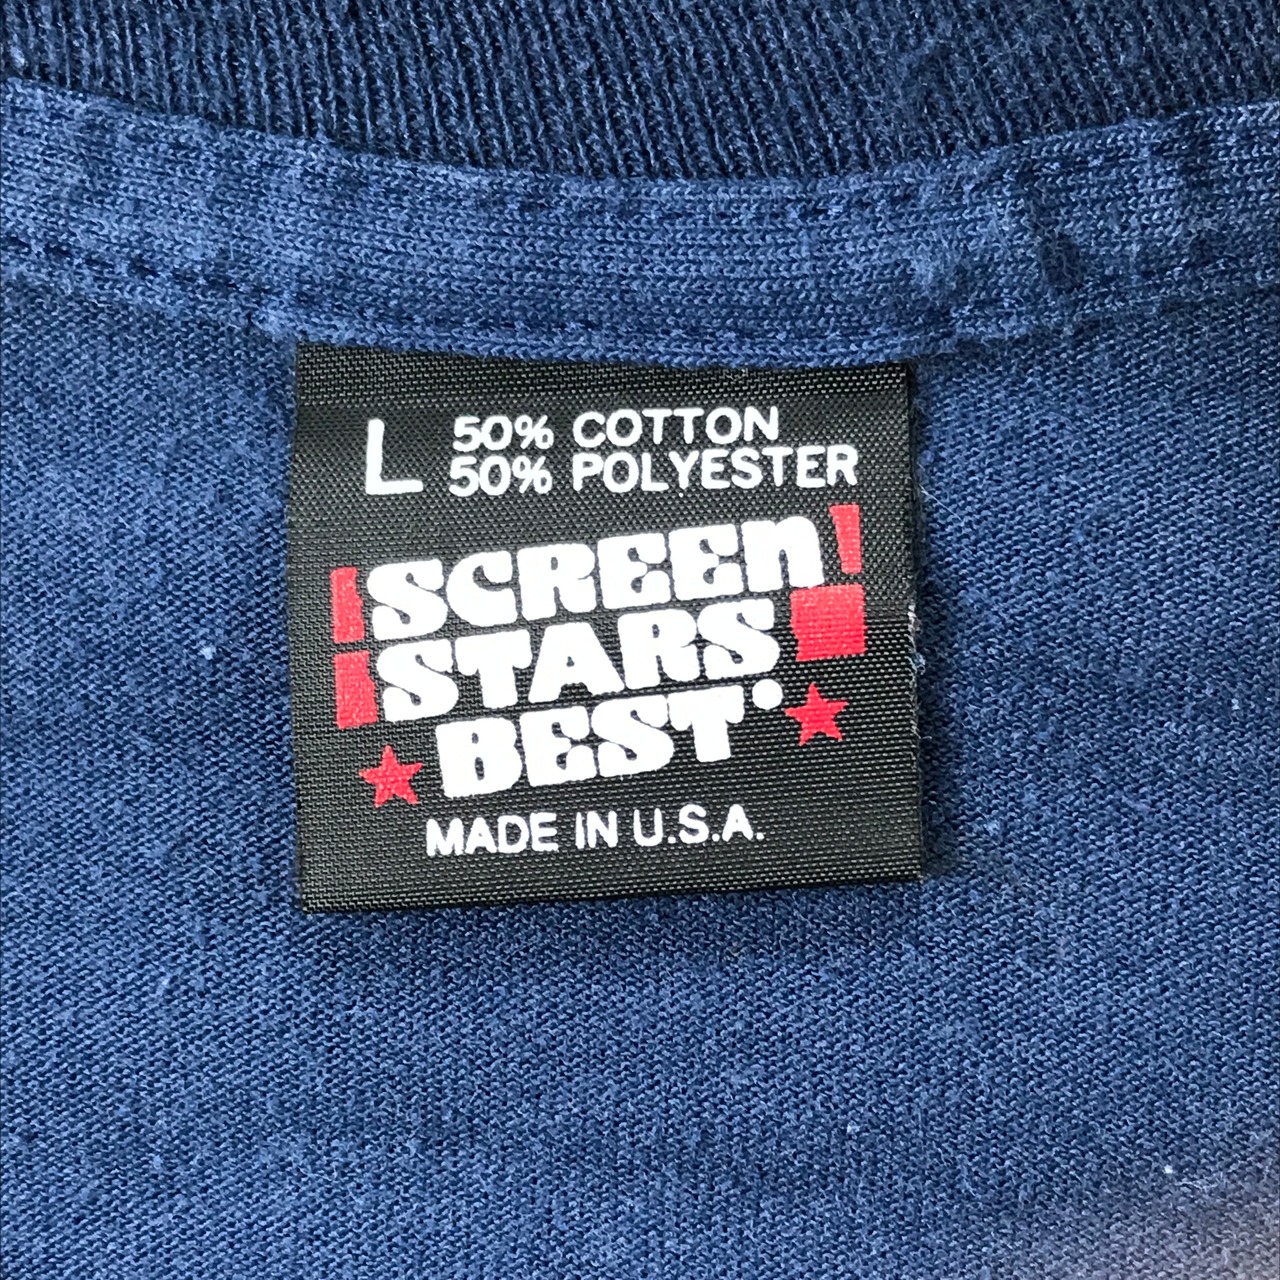 L 50% COTTON
50% POLYESTER
SCREEN
STARS
BEST
MADE IN U.S.A.